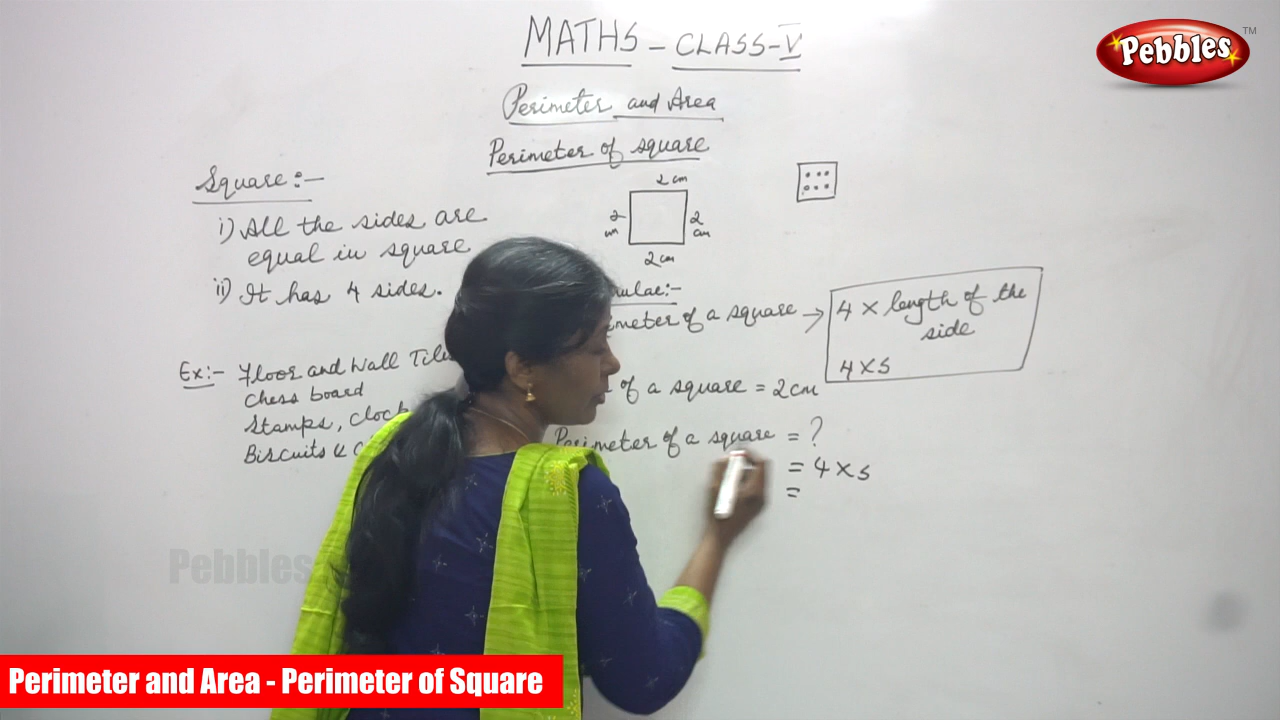 MATHS - CLASS-V
Pebbles™
Perimeter and Area
Perimeter of square
Square:-
i) All the sides are
equal in square
ii) It has 4 sides.
Ex:- Floor and Wall
Chess board
Stamps, Clock
Biscuits &
2 cm
2
cm
2
cm
2 cm
of a square → 4 × length of the
side
4 × s
of a square = 2cm
Perimeter of a square = ?
= 4 × s
=
Pebbles
Perimeter and Area - Perimeter of Square